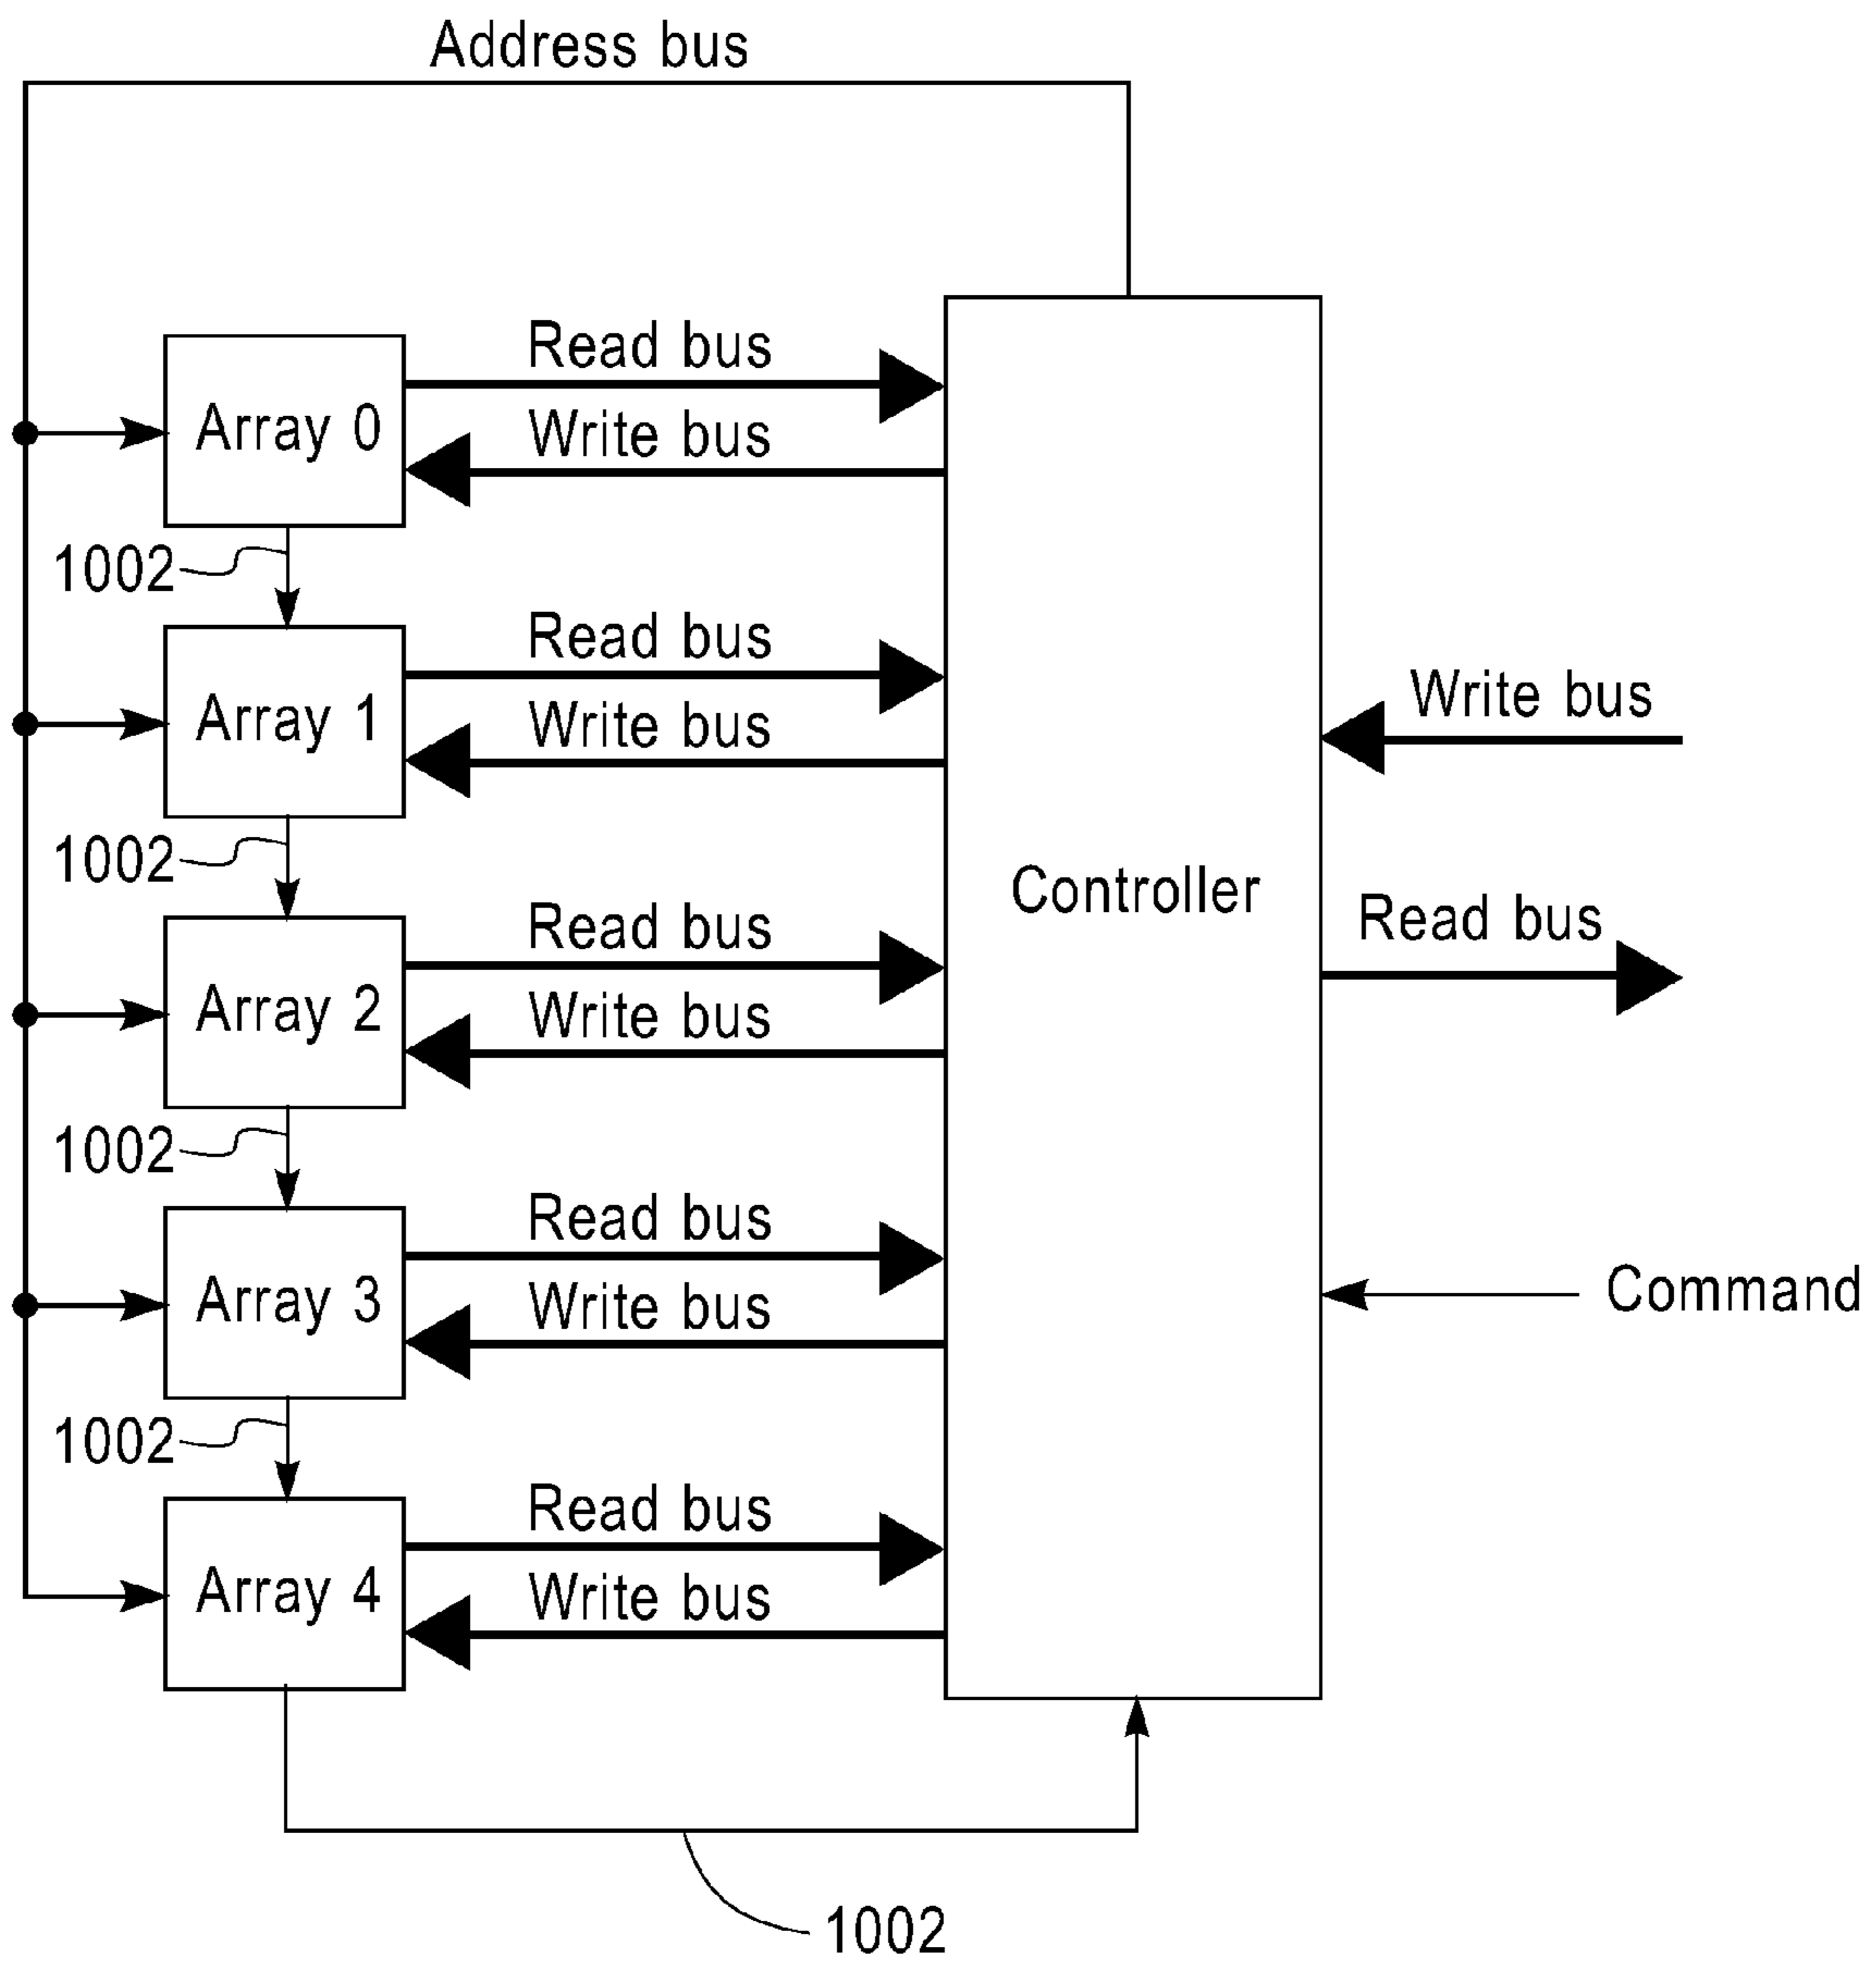 Address bus
Read bus
Array 0
Write bus
1002
Read bus
Array 1
Write bus
Write bus
1002
Controller
Read bus
Read bus
Array 2
Write bus
1002
Read bus
Array 3
Write bus
Command
1002
Read bus
Array 4
Write bus
1002